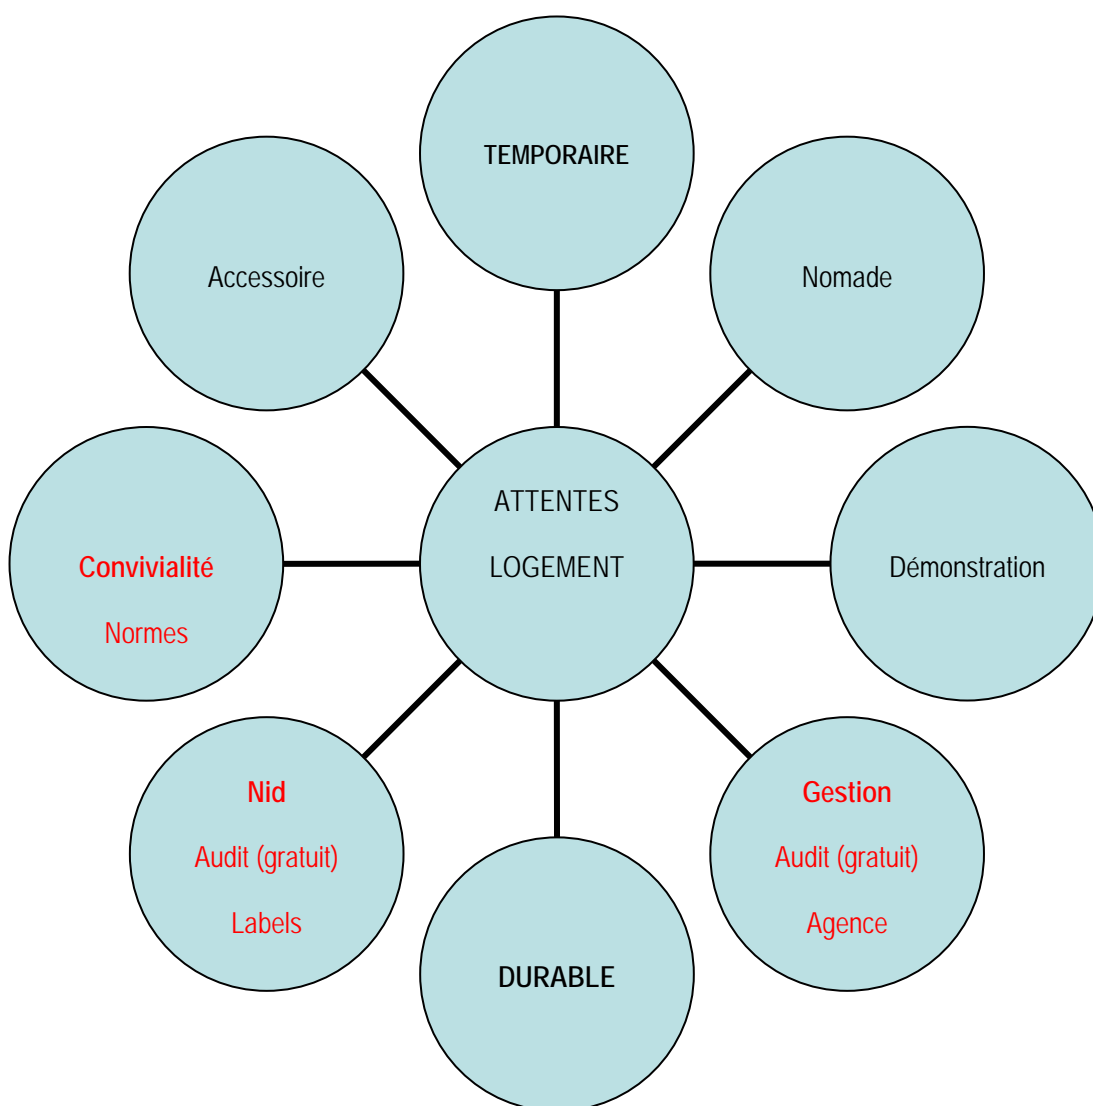 TEMPORAIRE
Accessoire
Nomade
ATTENTES
LOGEMENT
Convivialité
Normes
Démonstration
Nid
Audit (gratuit)
Labels
Gestion
Audit (gratuit)
Agence
DURABLE